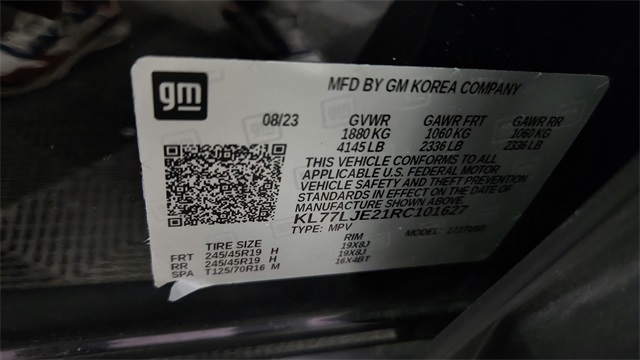 gm
MFD BY GM KOREA COMPANY
08/23 GVWR GAWR FRT GAWR RR
1880 KG 1060 KG 1060 KG
4145 LB 2336 LB 2336 LB
THIS VEHICLE CONFORMS TO ALL
APPLICABLE U.S. FEDERAL MOTOR
VEHICLE SAFETY AND THEFT PREVENTION
STANDARDS IN EFFECT ON THE DATE OF
MANUFACTURE SHOWN ABOVE.
KL77LJE21RC101627
TYPE: MPV MODEL:
TIRE SIZE RIM
FRT 245/45R19 H 19X8J
RR 245/45R19 H 19X8J
SPA T125/70R16 M 16X4BT